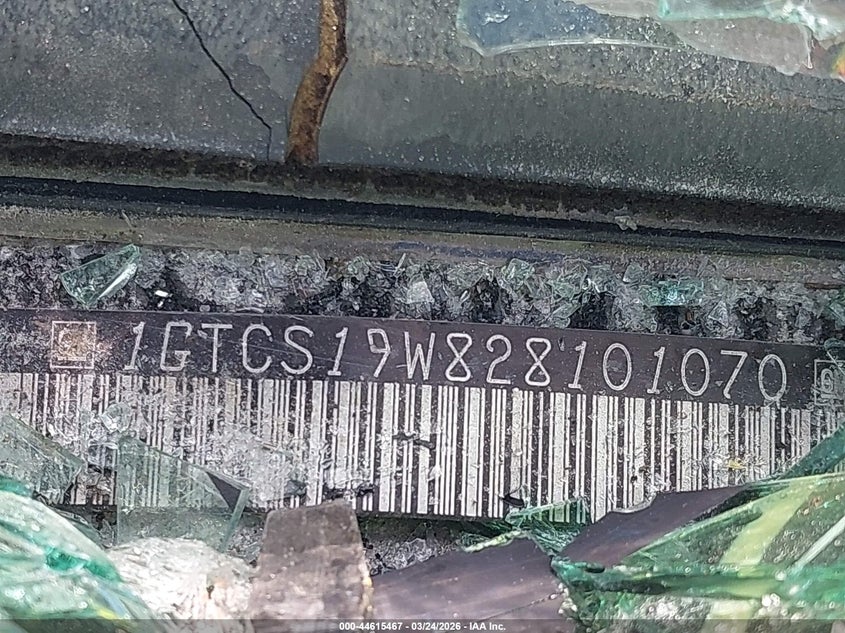 1GTCS19W828101070
000-44615467 - 03/24/2026 - IAA Inc.